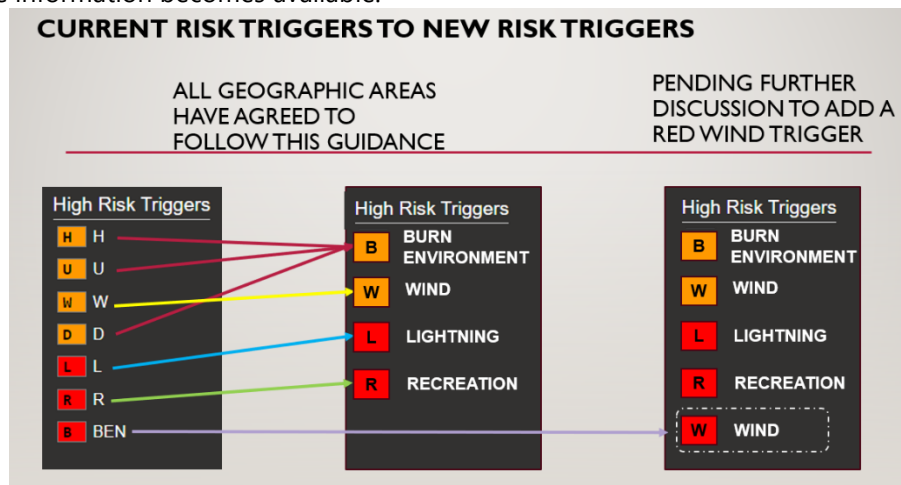 CURRENT RISK TRIGGERS TO NEW RISK TRIGGERS
ALL GEOGRAPHIC AREAS
HAVE AGREED TO
FOLLOW THIS GUIDANCE
PENDING FURTHER
DISCUSSION TO ADD A
RED WIND TRIGGER
High Risk Triggers
H H
U U
W W
D D
L L
R R
B BEN
High Risk Triggers
B BURN
ENVIRONMENT
W WIND
L LIGHTNING
R RECREATION
High Risk Triggers
B BURN
ENVIRONMENT
W WIND
L LIGHTNING
R RECREATION
W WIND